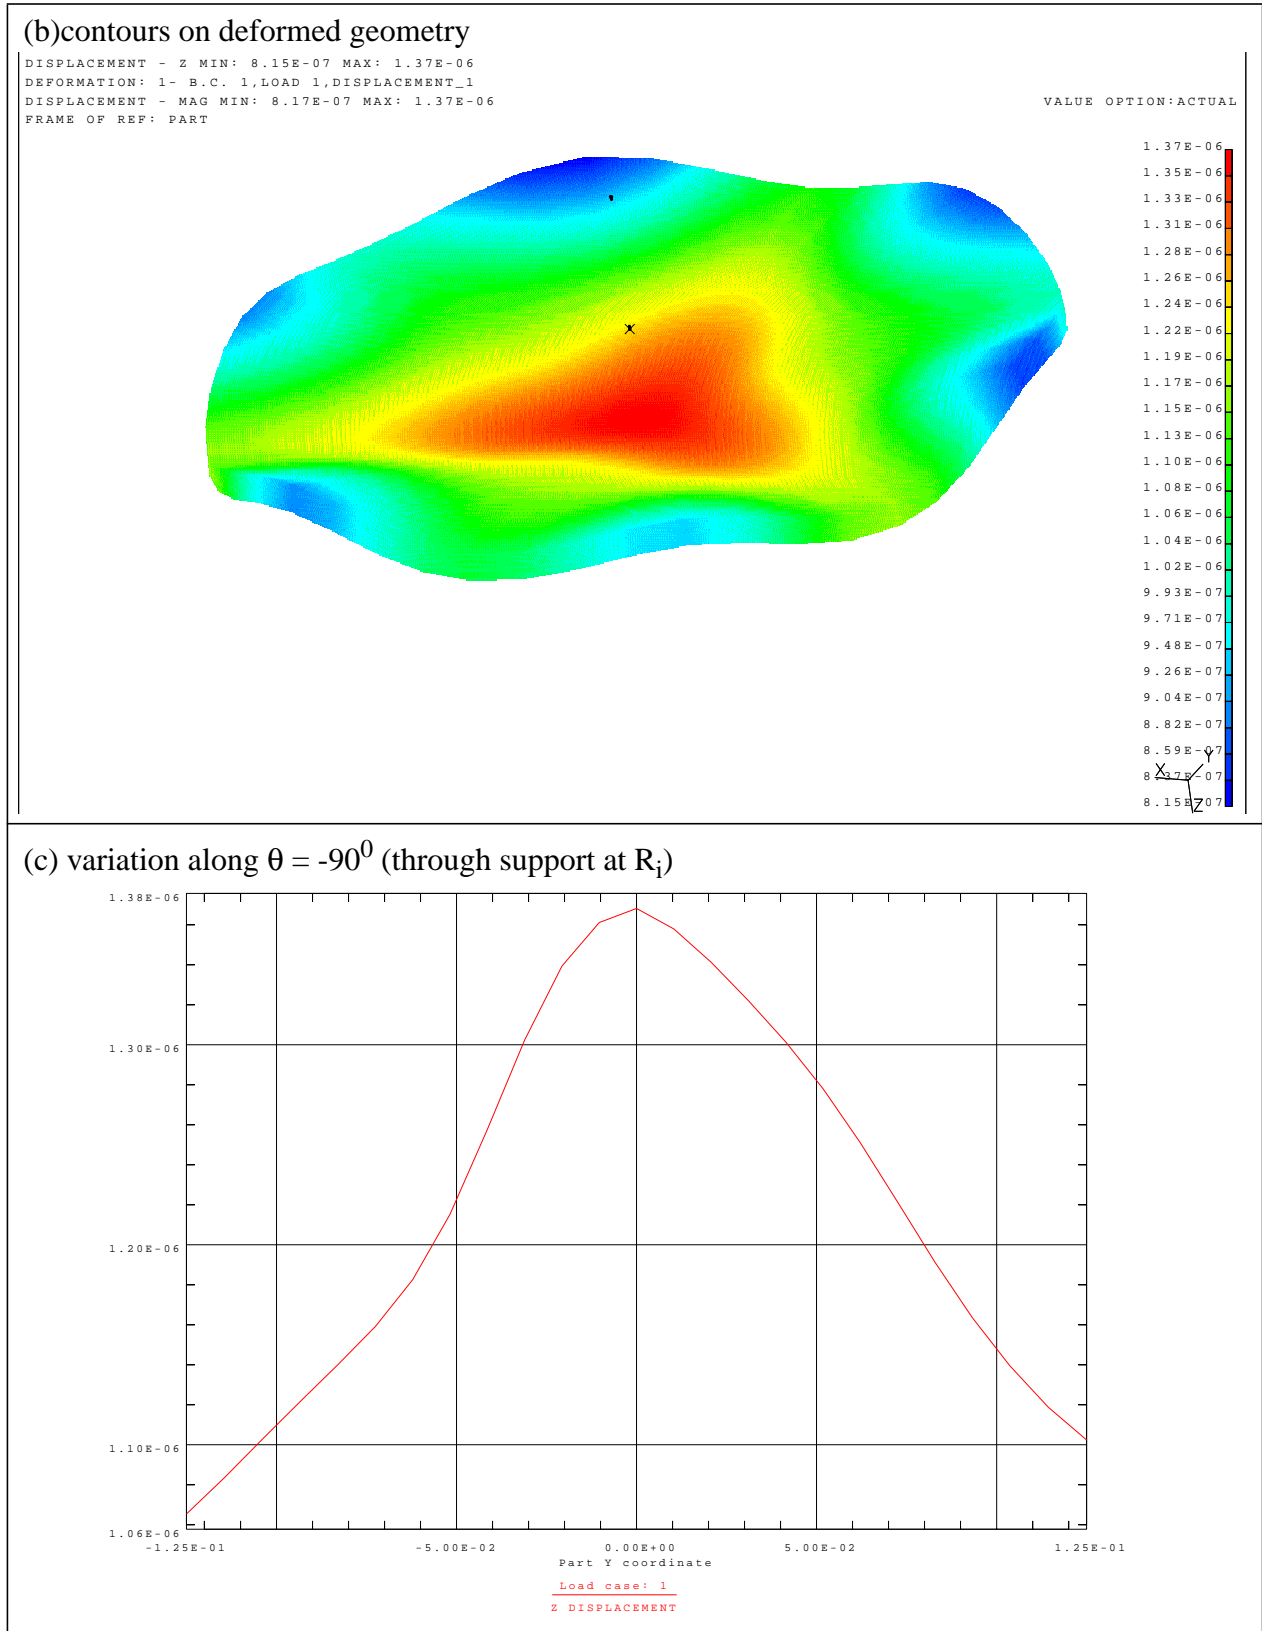 (b)contours on deformed geometry
DISPLACEMENT - Z MIN: 8.15E-07 MAX: 1.37E-06
DEFORMATION: 1- B.C. 1,LOAD 1,DISPLACEMENT_1
DISPLACEMENT - MAG MIN: 8.17E-07 MAX: 1.37E-06
FRAME OF REF: PART
VALUE OPTION:ACTUAL
1.37E-06
1.35E-06
1.33E-06
1.31E-06
1.28E-06
1.26E-06
1.24E-06
1.22E-06
1.19E-06
1.17E-06
1.15E-06
1.13E-06
1.10E-06
1.08E-06
1.06E-06
1.04E-06
1.02E-06
9.93E-07
9.71E-07
9.48E-07
9.26E-07
9.04E-07
8.82E-07
8.59E-07
8.37E-07
8.15E-07
X
Y
Z
(c) variation along θ = -90⁰ (through support at Rᵢ)
1.38E-06
1.30E-06
1.20E-06
1.10E-06
1.06E-06
-1.25E-01 -5.00E-02 0.00E+00 5.00E-02 1.25E-01
Part Y coordinate
Load case: 1
Z DISPLACEMENT